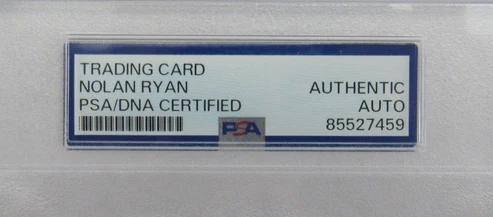 TRADING CARD
NOLAN RYAN
PSA/DNA CERTIFIED
AUTHENTIC
AUTO
85527459
PSA